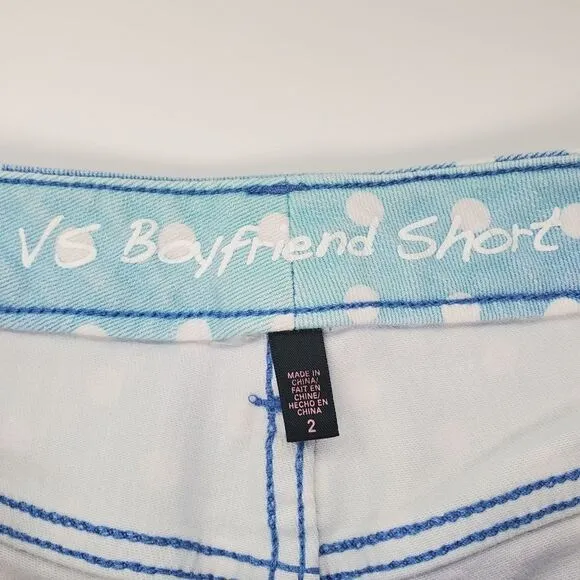 VS Boyfriend Short
MADE IN
CHINA/
FAIT EN
CHINE/
HECHO EN
CHINA
2